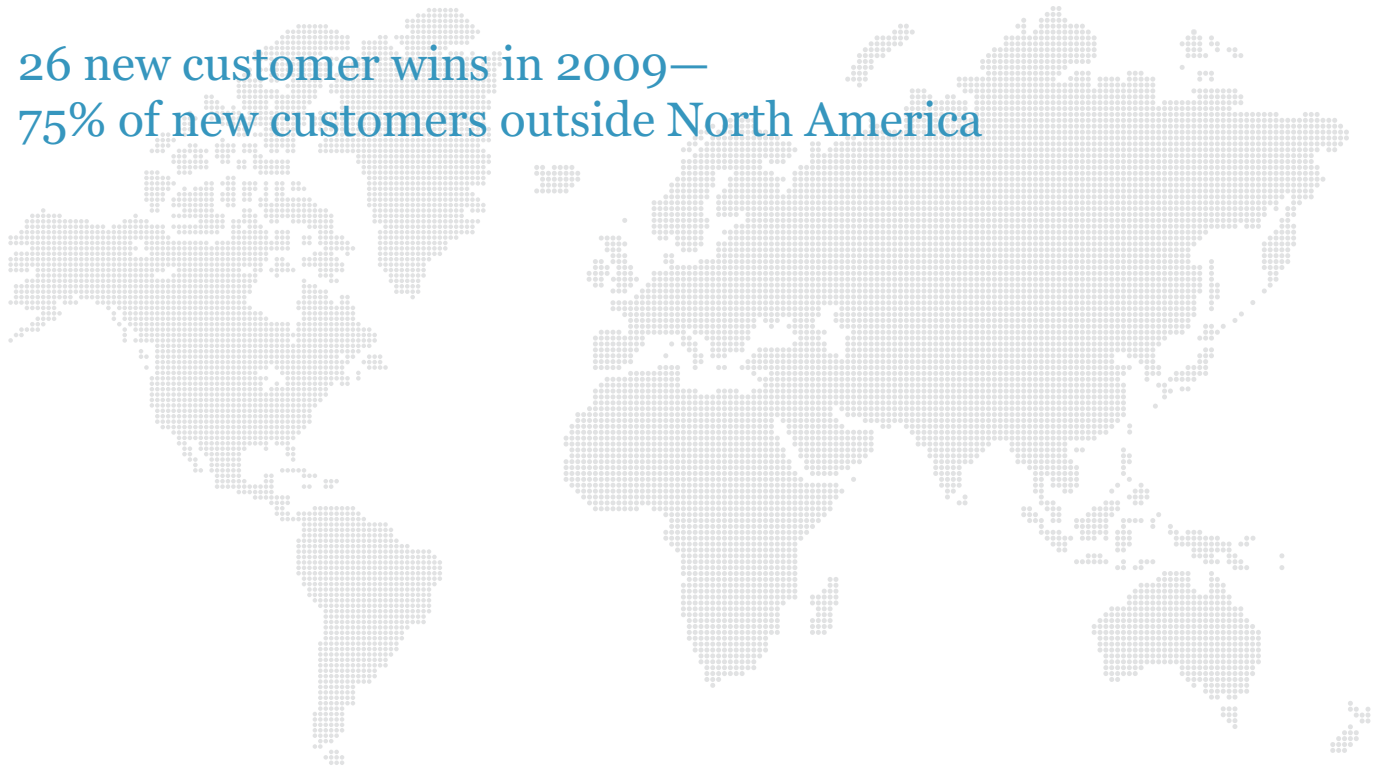 26 new customer wins in 2009—
75% of new customers outside North America